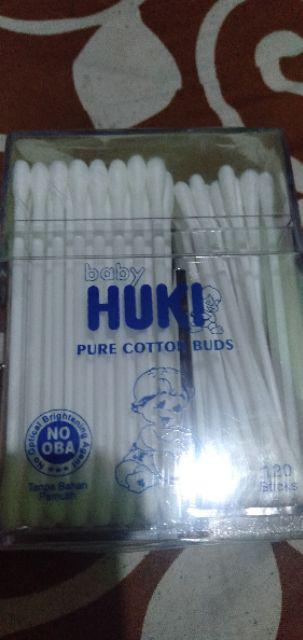 baby
HUKI
PURE COTTON BUDS
No Optical Brightening Agent
NO
OBA
Tanpa Bahan
Pemutih
120
Sticks